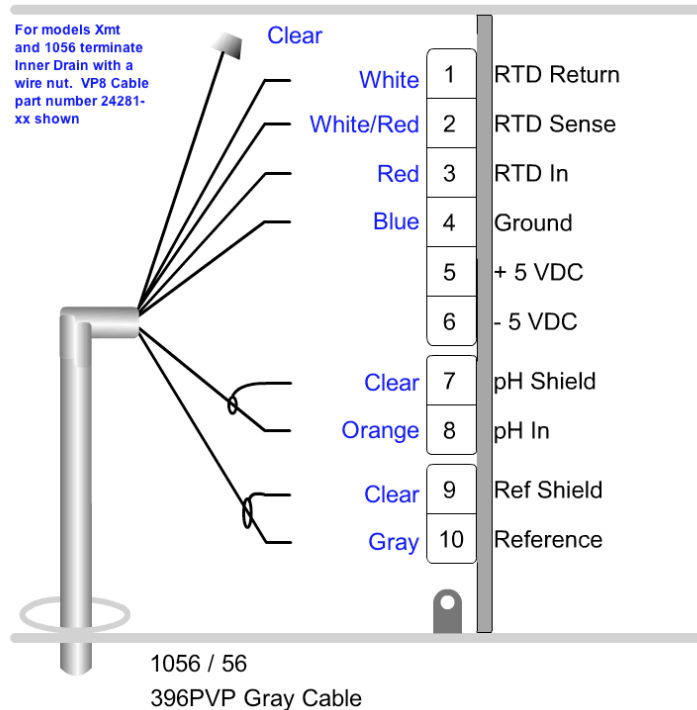 For models Xmt
and 1056 terminate
Inner Drain with a
wire nut. VP8 Cable
part number 24281-
xx shown
Clear
White 1 RTD Return
White/Red 2 RTD Sense
Red 3 RTD In
Blue 4 Ground
5 + 5 VDC
6 - 5 VDC
Clear 7 pH Shield
Orange 8 pH In
Clear 9 Ref Shield
Gray 10 Reference
1056 / 56
396PVP Gray Cable